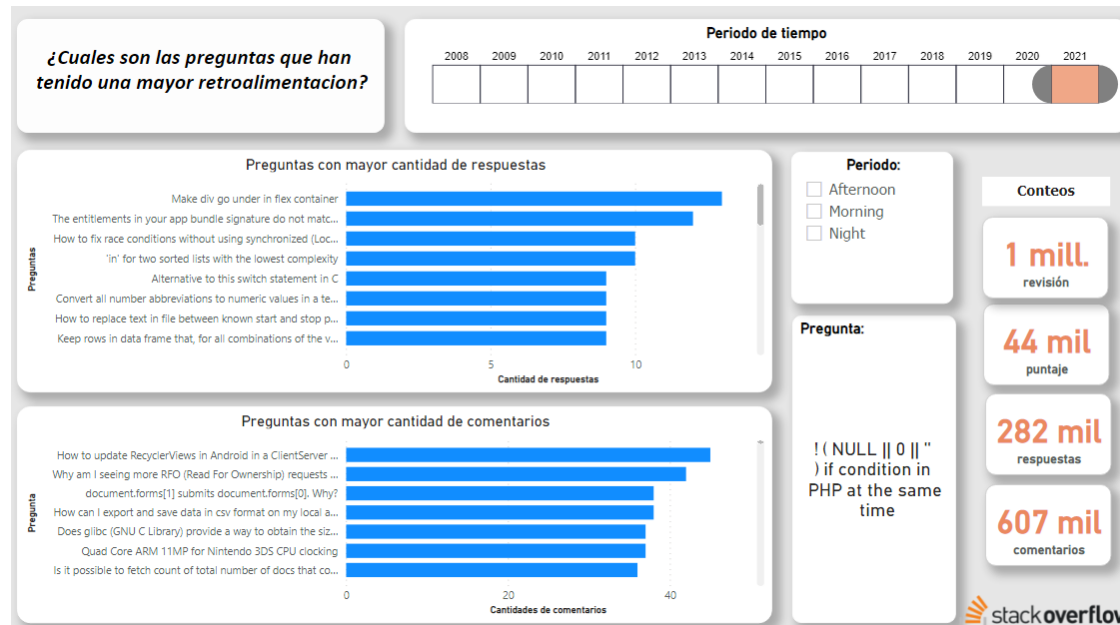 ¿Cuales son las preguntas que han
tenido una mayor retroalimentacion?
Periodo de tiempo
2008 2009 2010 2011 2012 2013 2014 2015 2016 2017 2018 2019 2020 2021
Preguntas con mayor cantidad de respuestas
Preguntas
Make div go under in flex container
The entitlements in your app bundle signature do not matc...
How to fix race conditions without using synchronized (Loc...
'in' for two sorted lists with the lowest complexity
Alternative to this switch statement in C
Convert all number abbreviations to numeric values in a te...
How to replace text in file between known start and stop p...
Keep rows in data frame that, for all combinations of the v...
0 5 10
Cantidad de respuestas
Preguntas con mayor cantidad de comentarios
Pregunta
How to update RecyclerViews in Android in a ClientServer ...
Why am I seeing more RFO (Read For Ownership) requests ...
document.forms[1] submits document.forms[0]. Why?
How can I export and save data in csv format on my local a...
Does glibc (GNU C Library) provide a way to obtain the siz...
Quad Core ARM 11MP for Nintendo 3DS CPU clocking
Is it possible to fetch count of total number of docs that co...
0 20 40
Cantidades de comentarios
Periodo:
Afternoon
Morning
Night
Pregunta:
! ( NULL || 0 || ''
) if condition in
PHP at the same
time
Conteos
1 mill.
revisión
44 mil
puntaje
282 mil
respuestas
607 mil
comentarios
stackoverflow